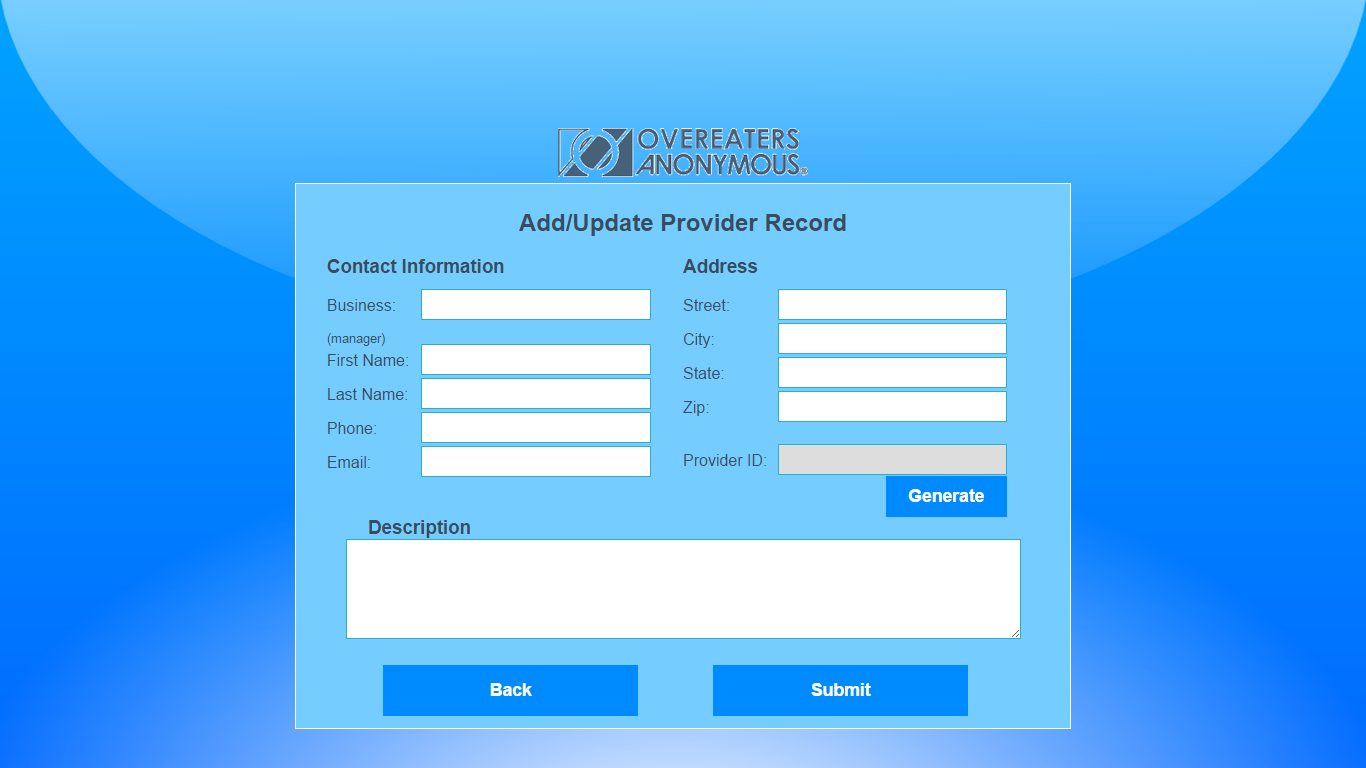 OVEREATERS
ANONYMOUS®
Add/Update Provider Record
Contact Information
Business:
(manager)
First Name:
Last Name:
Phone:
Email:
Address
Street:
City:
State:
Zip:
Provider ID:
Generate
Description
Back
Submit